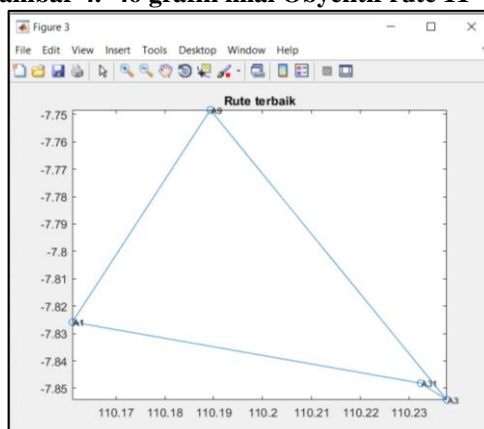 Gambar 4. 40 grafik nilai Obyektif rute 11
Figure 3
File Edit View Insert Tools Desktop Window Help
Rute terbaik
-7.75
-7.76
-7.77
-7.78
-7.79
-7.8
-7.81
-7.82
-7.83
-7.84
-7.85
A9
A1
A31
A3
110.17 110.18 110.19 110.2 110.21 110.22 110.23